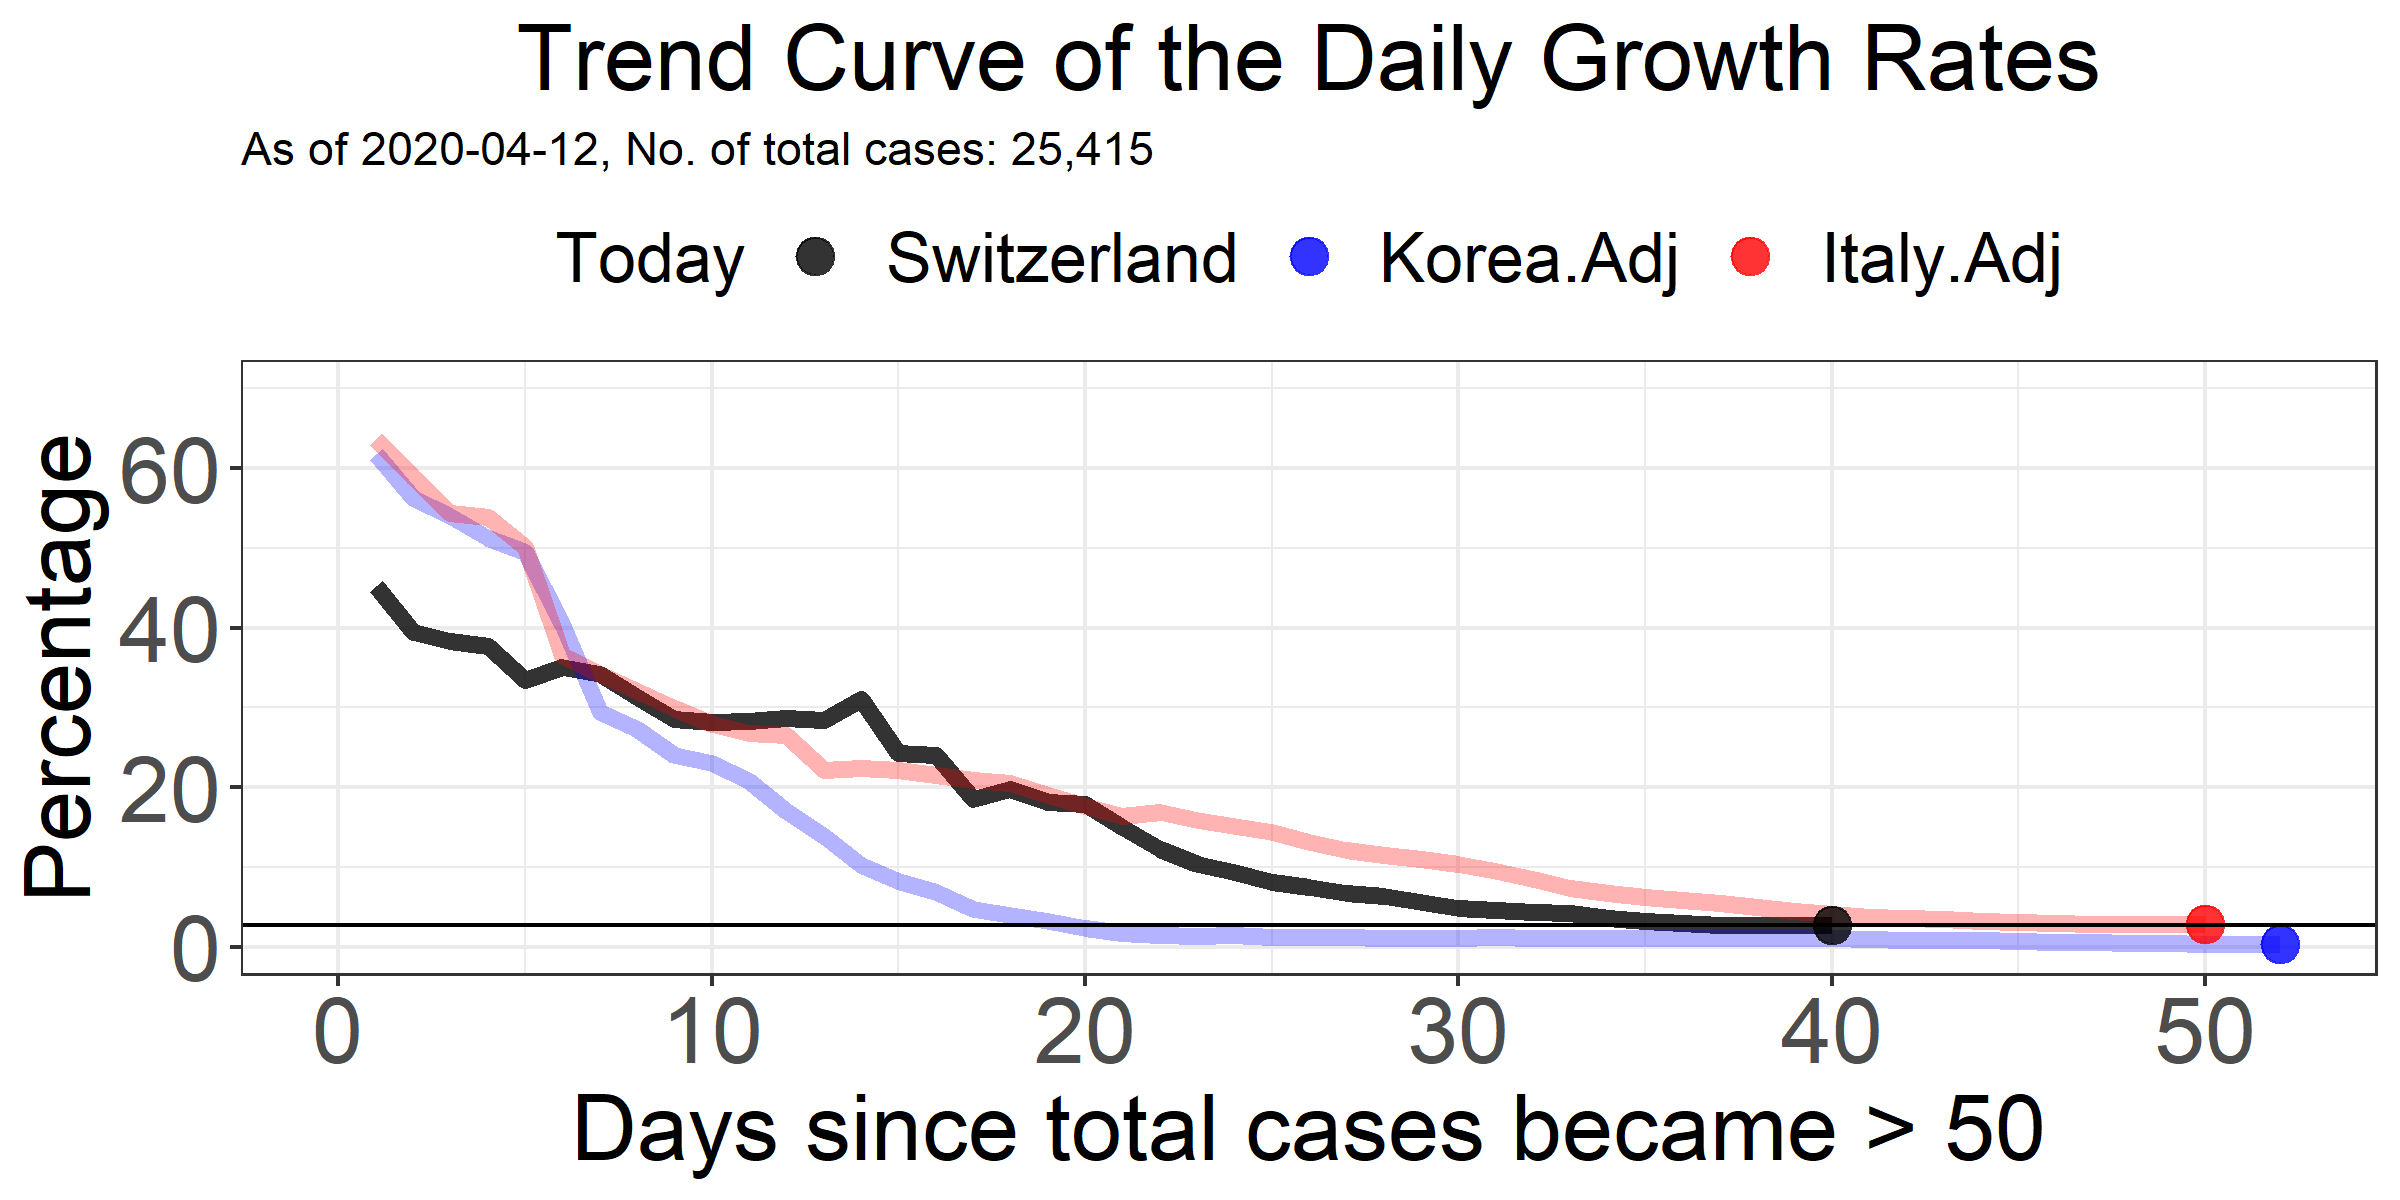 Trend Curve of the Daily Growth Rates
As of 2020-04-12, No. of total cases: 25,415
Today Switzerland Korea.Adj Italy.Adj
Percentage
60
40
20
0
0 10 20 30 40 50
Days since total cases became > 50